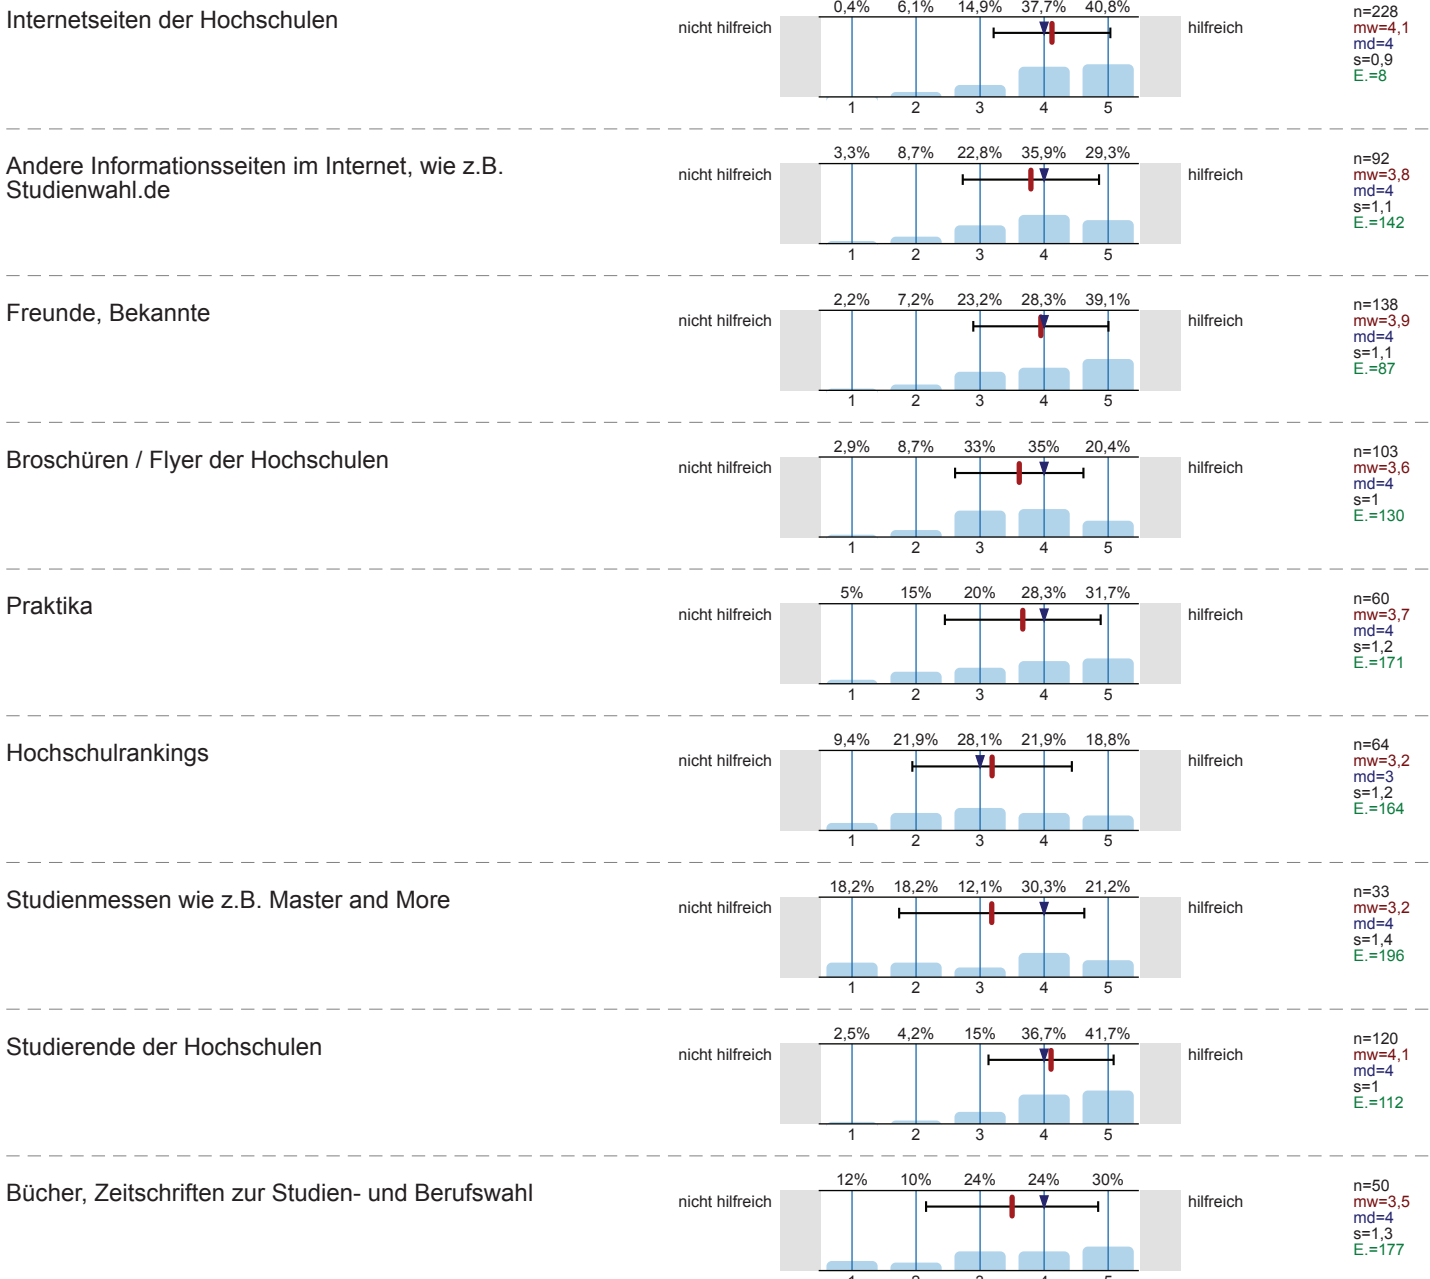 Internetseiten der Hochschulen
nicht hilfreich
0,4% 6,1% 14,9% 37,7% 40,8%
1 2 3 4 5
hilfreich
n=228
mw=4,1
md=4
s=0,9
E.=8
Andere Informationsseiten im Internet, wie z.B.
Studienwahl.de
nicht hilfreich
3,3% 8,7% 22,8% 35,9% 29,3%
1 2 3 4 5
hilfreich
n=92
mw=3,8
md=4
s=1,1
E.=142
Freunde, Bekannte
nicht hilfreich
2,2% 7,2% 23,2% 28,3% 39,1%
1 2 3 4 5
hilfreich
n=138
mw=3,9
md=4
s=1,1
E.=87
Broschüren / Flyer der Hochschulen
nicht hilfreich
2,9% 8,7% 33% 35% 20,4%
1 2 3 4 5
hilfreich
n=103
mw=3,6
md=4
s=1
E.=130
Praktika
nicht hilfreich
5% 15% 20% 28,3% 31,7%
1 2 3 4 5
hilfreich
n=60
mw=3,7
md=4
s=1,2
E.=171
Hochschulrankings
nicht hilfreich
9,4% 21,9% 28,1% 21,9% 18,8%
1 2 3 4 5
hilfreich
n=64
mw=3,2
md=3
s=1,2
E.=164
Studienmessen wie z.B. Master and More
nicht hilfreich
18,2% 18,2% 12,1% 30,3% 21,2%
1 2 3 4 5
hilfreich
n=33
mw=3,2
md=4
s=1,4
E.=196
Studierende der Hochschulen
nicht hilfreich
2,5% 4,2% 15% 36,7% 41,7%
1 2 3 4 5
hilfreich
n=120
mw=4,1
md=4
s=1
E.=112
Bücher, Zeitschriften zur Studien- und Berufswahl
nicht hilfreich
12% 10% 24% 24% 30%
hilfreich
n=50
mw=3,5
md=4
s=1,3
E.=177